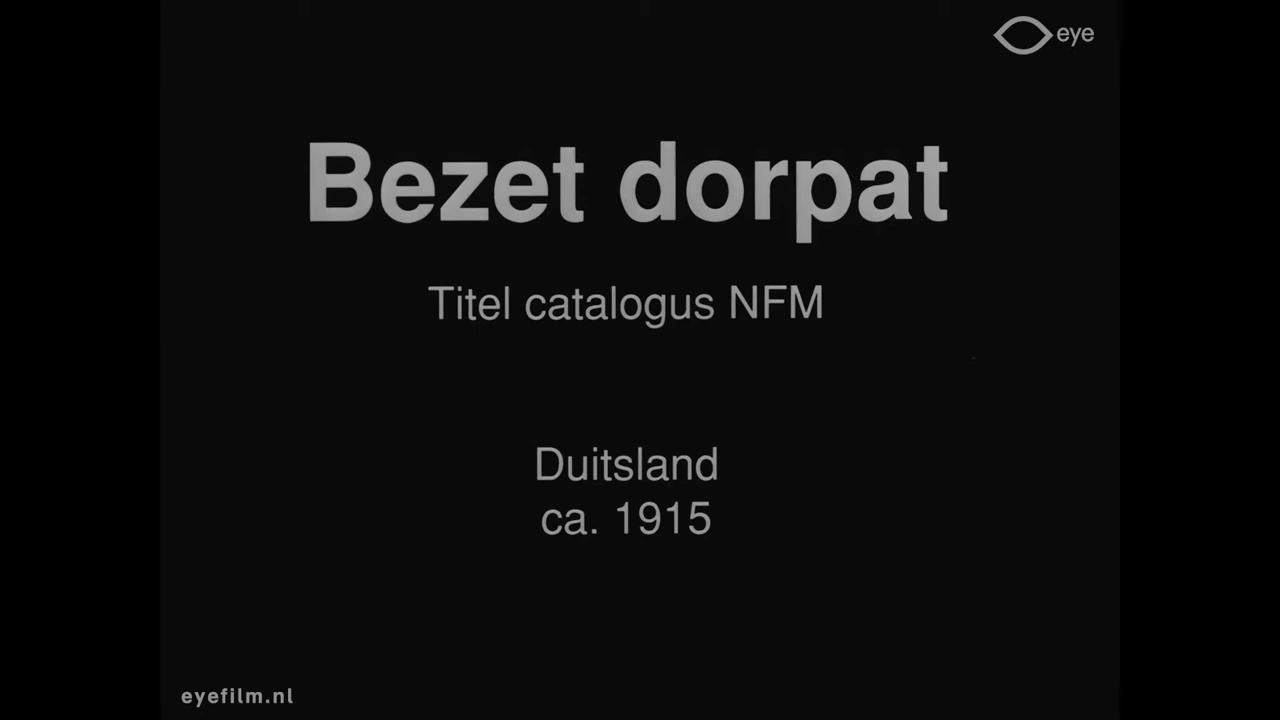 eye
Bezet dorpat
Titel catalogus NFM
Duitsland
ca. 1915
eyefilm.nl